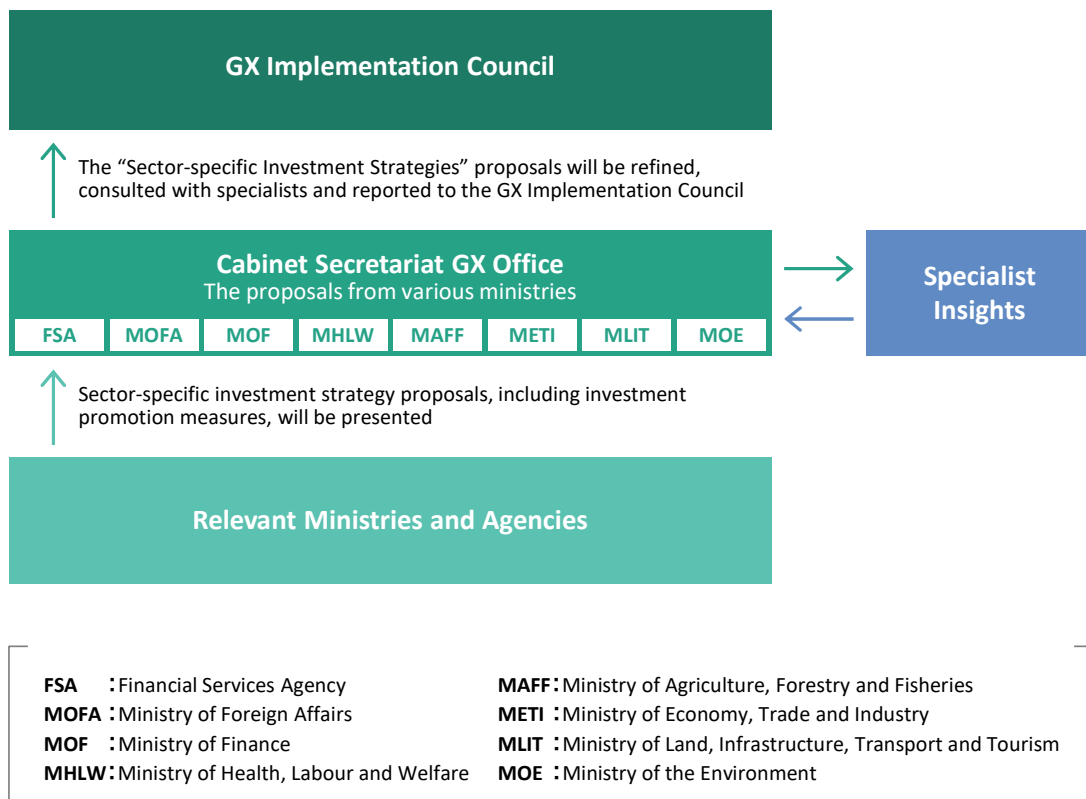 GX Implementation Council
The “Sector-specific Investment Strategies” proposals will be refined,
consulted with specialists and reported to the GX Implementation Council
Cabinet Secretariat GX Office
The proposals from various ministries
FSA MOFA MOF MHLW MAFF METI MLIT MOE
Specialist
Insights
Sector-specific investment strategy proposals, including investment
promotion measures, will be presented
Relevant Ministries and Agencies
FSA :Financial Services Agency
MOFA :Ministry of Foreign Affairs
MOF :Ministry of Finance
MHLW:Ministry of Health, Labour and Welfare
MAFF:Ministry of Agriculture, Forestry and Fisheries
METI :Ministry of Economy, Trade and Industry
MLIT :Ministry of Land, Infrastructure, Transport and Tourism
MOE :Ministry of the Environment